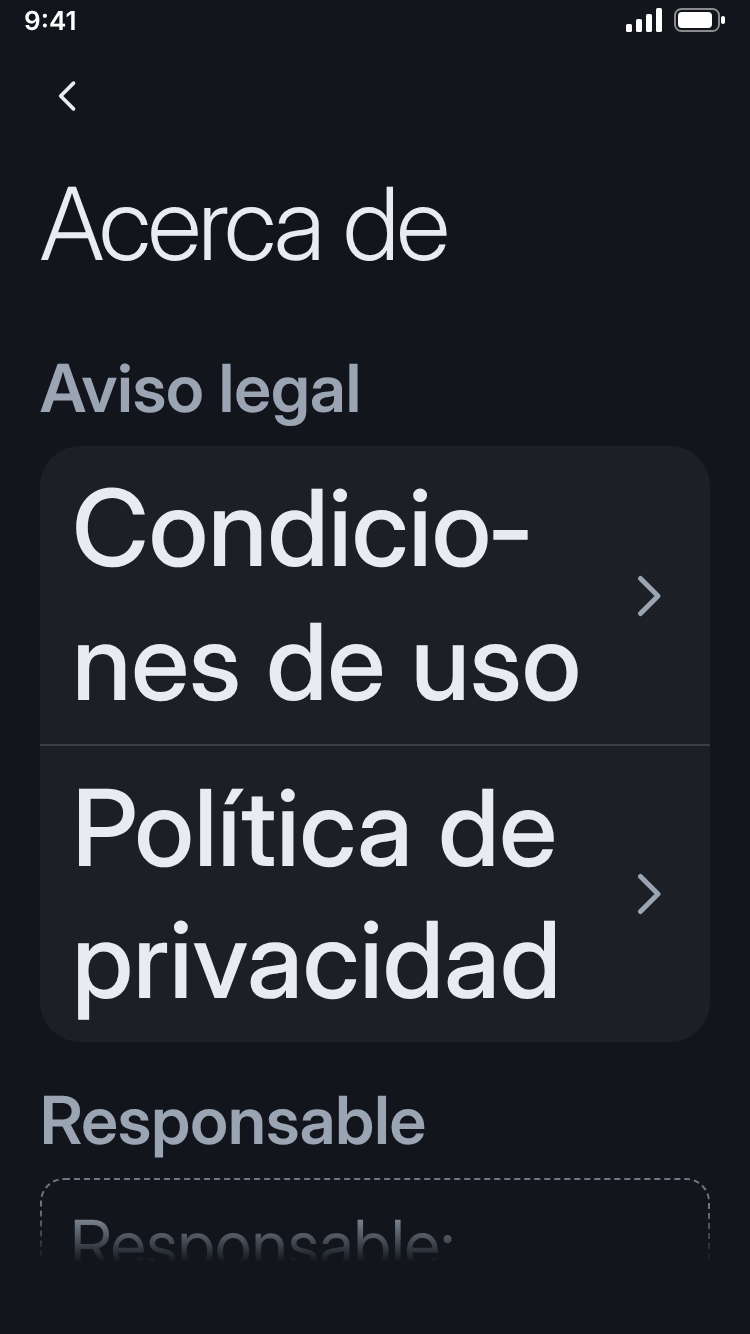 9:41
Acerca de
Aviso legal
Condicio-
nes de uso
Política de
privacidad
Responsable
Responsable: